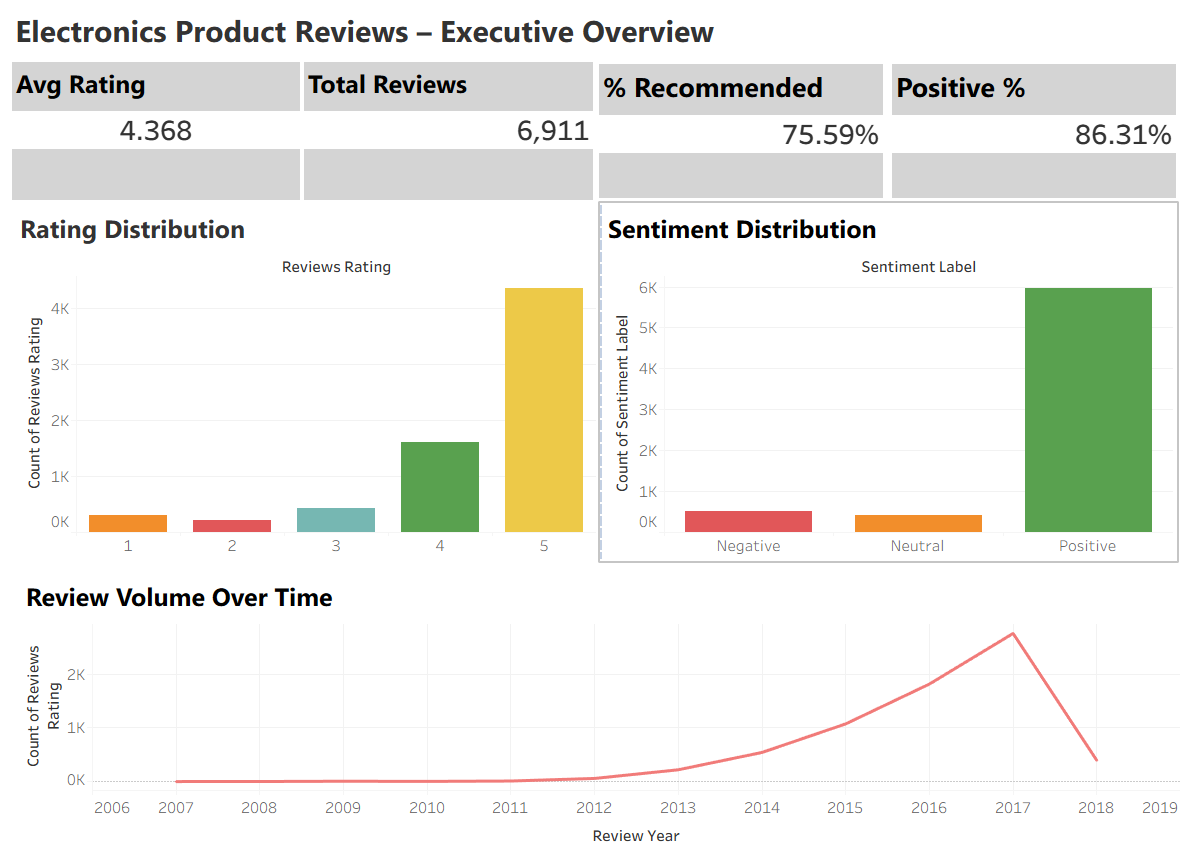 Electronics Product Reviews – Executive Overview
Avg Rating
4.368
Total Reviews
6,911
% Recommended
75.59%
Positive %
86.31%
Rating Distribution
Reviews Rating
Count of Reviews Rating
4K
3K
2K
1K
0K
1 2 3 4 5
Sentiment Distribution
Sentiment Label
Count of Sentiment Label
6K
5K
4K
3K
2K
1K
0K
Negative Neutral Positive
Review Volume Over Time
Count of Reviews
Rating
2K
1K
0K
2006 2007 2008 2009 2010 2011 2012 2013 2014 2015 2016 2017 2018 2019
Review Year